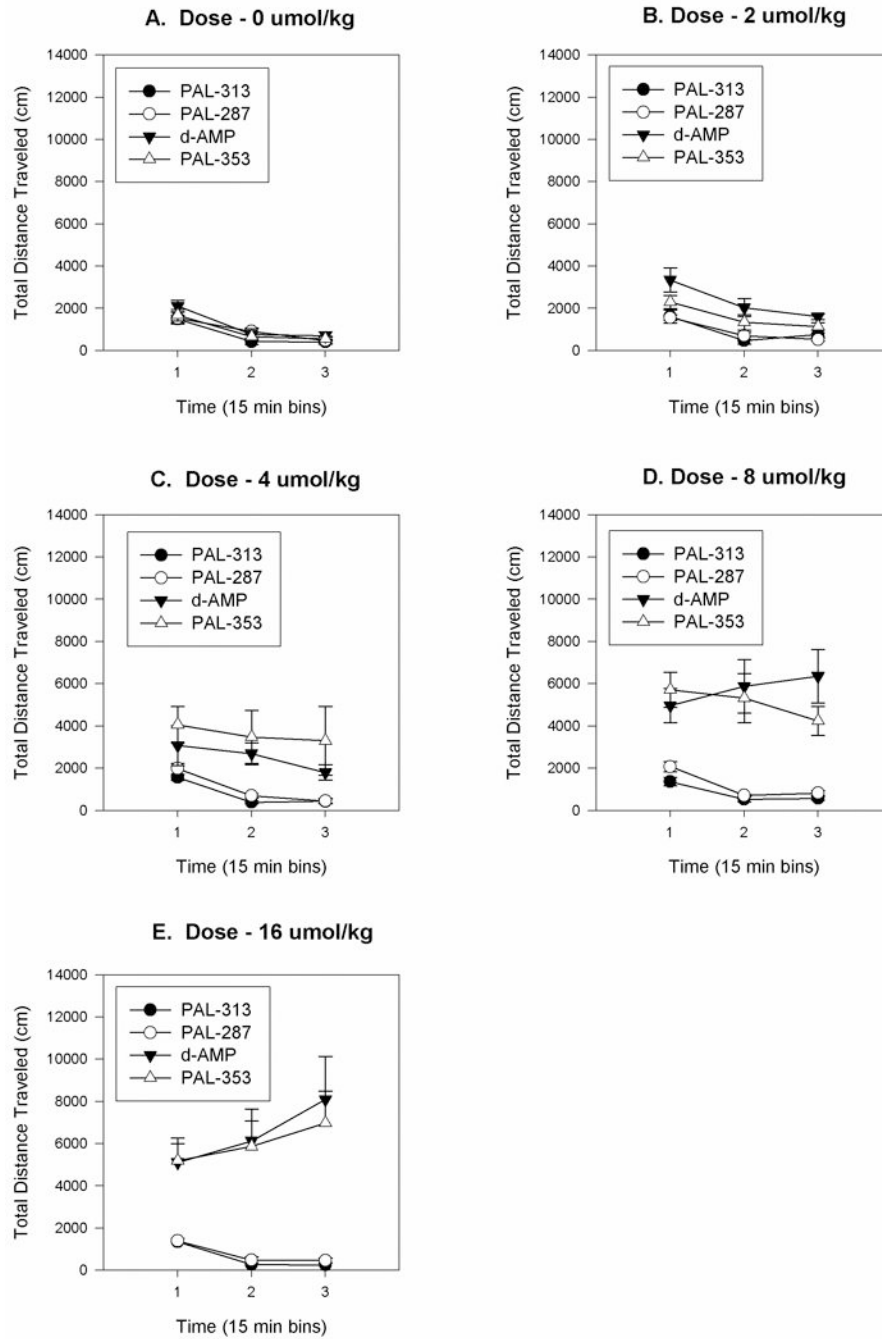 A. Dose - 0 umol/kg
Total Distance Traveled (cm)
14000
12000
10000
8000
6000
4000
2000
0
PAL-313
PAL-287
d-AMP
PAL-353
1 2 3
Time (15 min bins)
B. Dose - 2 umol/kg
Total Distance Traveled (cm)
14000
12000
10000
8000
6000
4000
2000
0
PAL-313
PAL-287
d-AMP
PAL-353
1 2 3
Time (15 min bins)
C. Dose - 4 umol/kg
Total Distance Traveled (cm)
14000
12000
10000
8000
6000
4000
2000
0
PAL-313
PAL-287
d-AMP
PAL-353
1 2 3
Time (15 min bins)
D. Dose - 8 umol/kg
Total Distance Traveled (cm)
14000
12000
10000
8000
6000
4000
2000
0
PAL-313
PAL-287
d-AMP
PAL-353
1 2 3
Time (15 min bins)
E. Dose - 16 umol/kg
Total Distance Traveled (cm)
14000
12000
10000
8000
6000
4000
2000
0
PAL-313
PAL-287
d-AMP
PAL-353
1 2 3
Time (15 min bins)